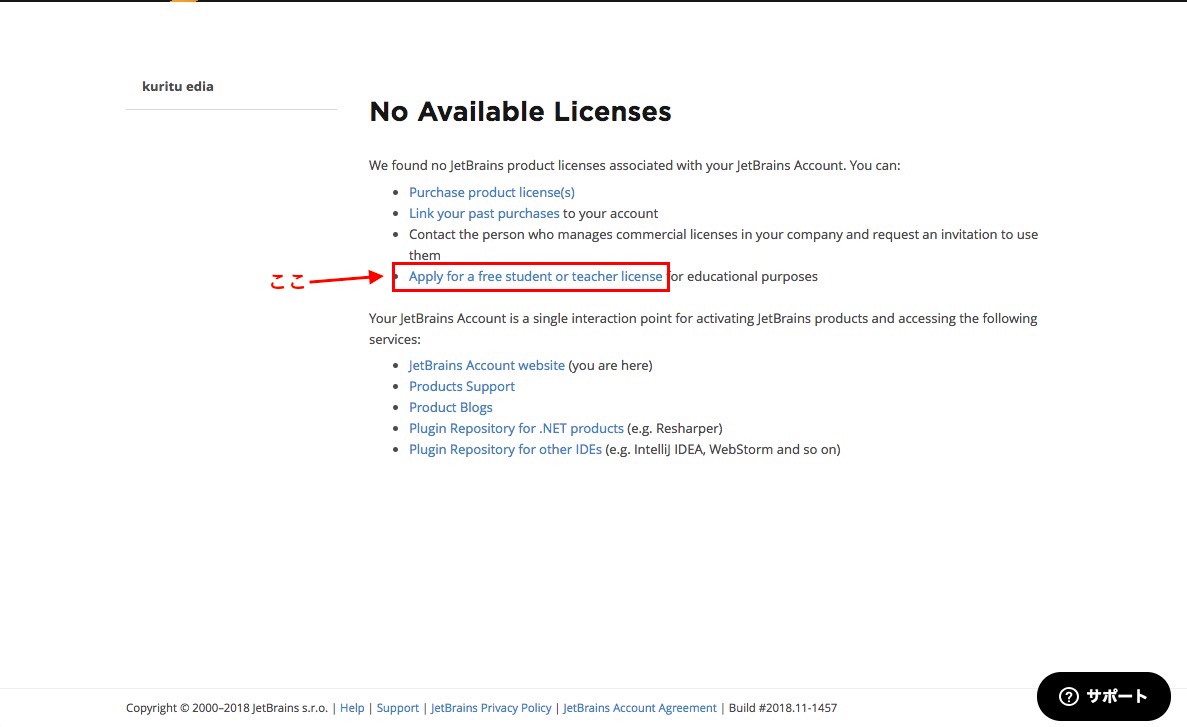 kuritu edia
No Available Licenses
We found no JetBrains product licenses associated with your JetBrains Account. You can:
Purchase product license(s)
Link your past purchases to your account
Contact the person who manages commercial licenses in your company and request an invitation to use
them
ここ
Apply for a free student or teacher license for educational purposes
Your JetBrains Account is a single interaction point for activating JetBrains products and accessing the following
services:
JetBrains Account website (you are here)
Products Support
Product Blogs
Plugin Repository for .NET products (e.g. Resharper)
Plugin Repository for other IDEs (e.g. IntelliJ IDEA, WebStorm and so on)
Copyright © 2000–2018 JetBrains s.r.o. | Help | Support | JetBrains Privacy Policy | JetBrains Account Agreement | Build #2018.11-1457
サポート